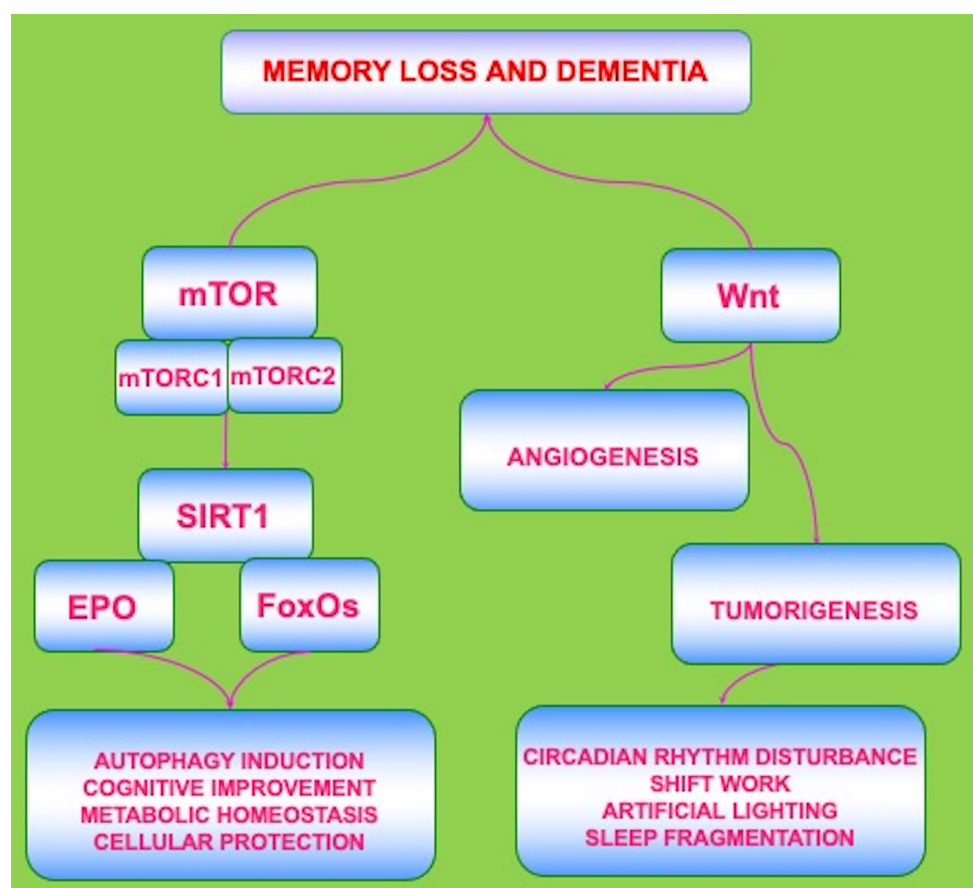 MEMORY LOSS AND DEMENTIA
mTOR
Wnt
mTORC1
mTORC2
ANGIOGENESIS
SIRT1
EPO
FoxOs
TUMORIGENESIS
AUTOPHAGY INDUCTION
COGNITIVE IMPROVEMENT
METABOLIC HOMEOSTASIS
CELLULAR PROTECTION
CIRCADIAN RHYTHM DISTURBANCE
SHIFT WORK
ARTIFICIAL LIGHTING
SLEEP FRAGMENTATION